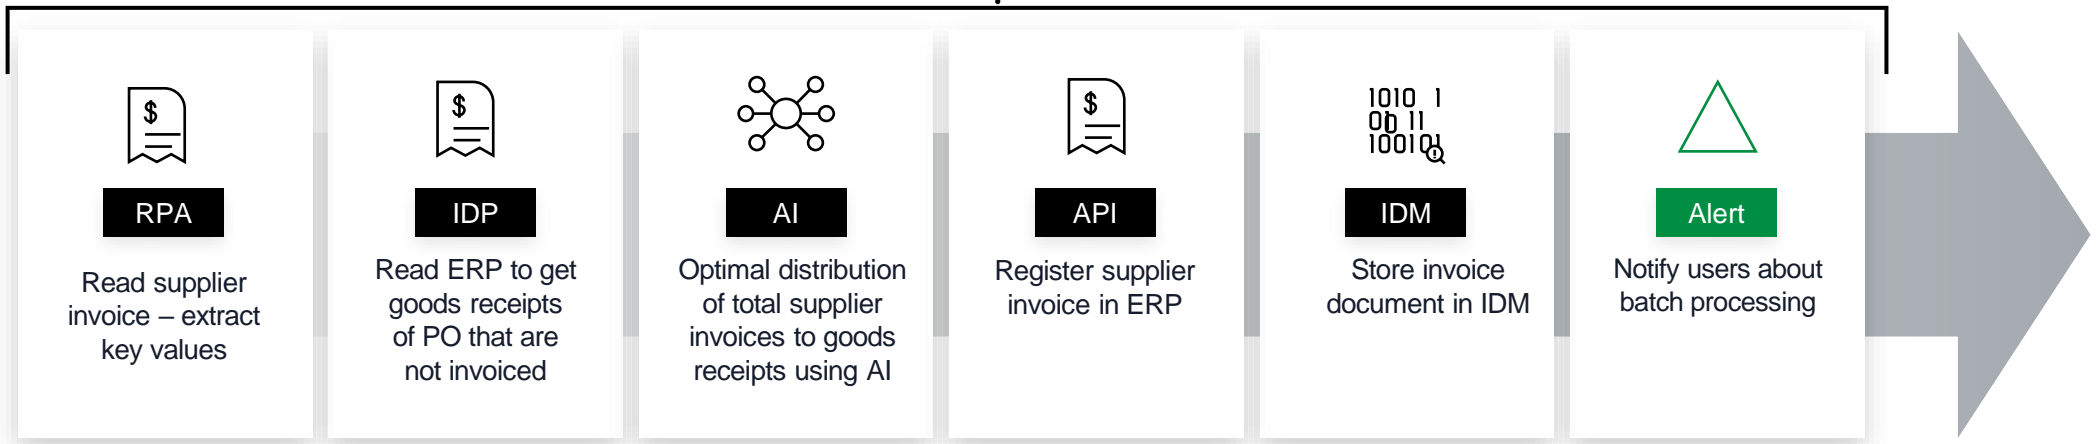 $
RPA
Read supplier
invoice – extract
key values
$
IDP
Read ERP to get
goods receipts
of PO that are
not invoiced
AI
Optimal distribution
of total supplier
invoices to goods
receipts using AI
$
API
Register supplier
invoice in ERP
1010 1
00 11
100101
IDM
Store invoice
document in IDM
Alert
Notify users about
batch processing